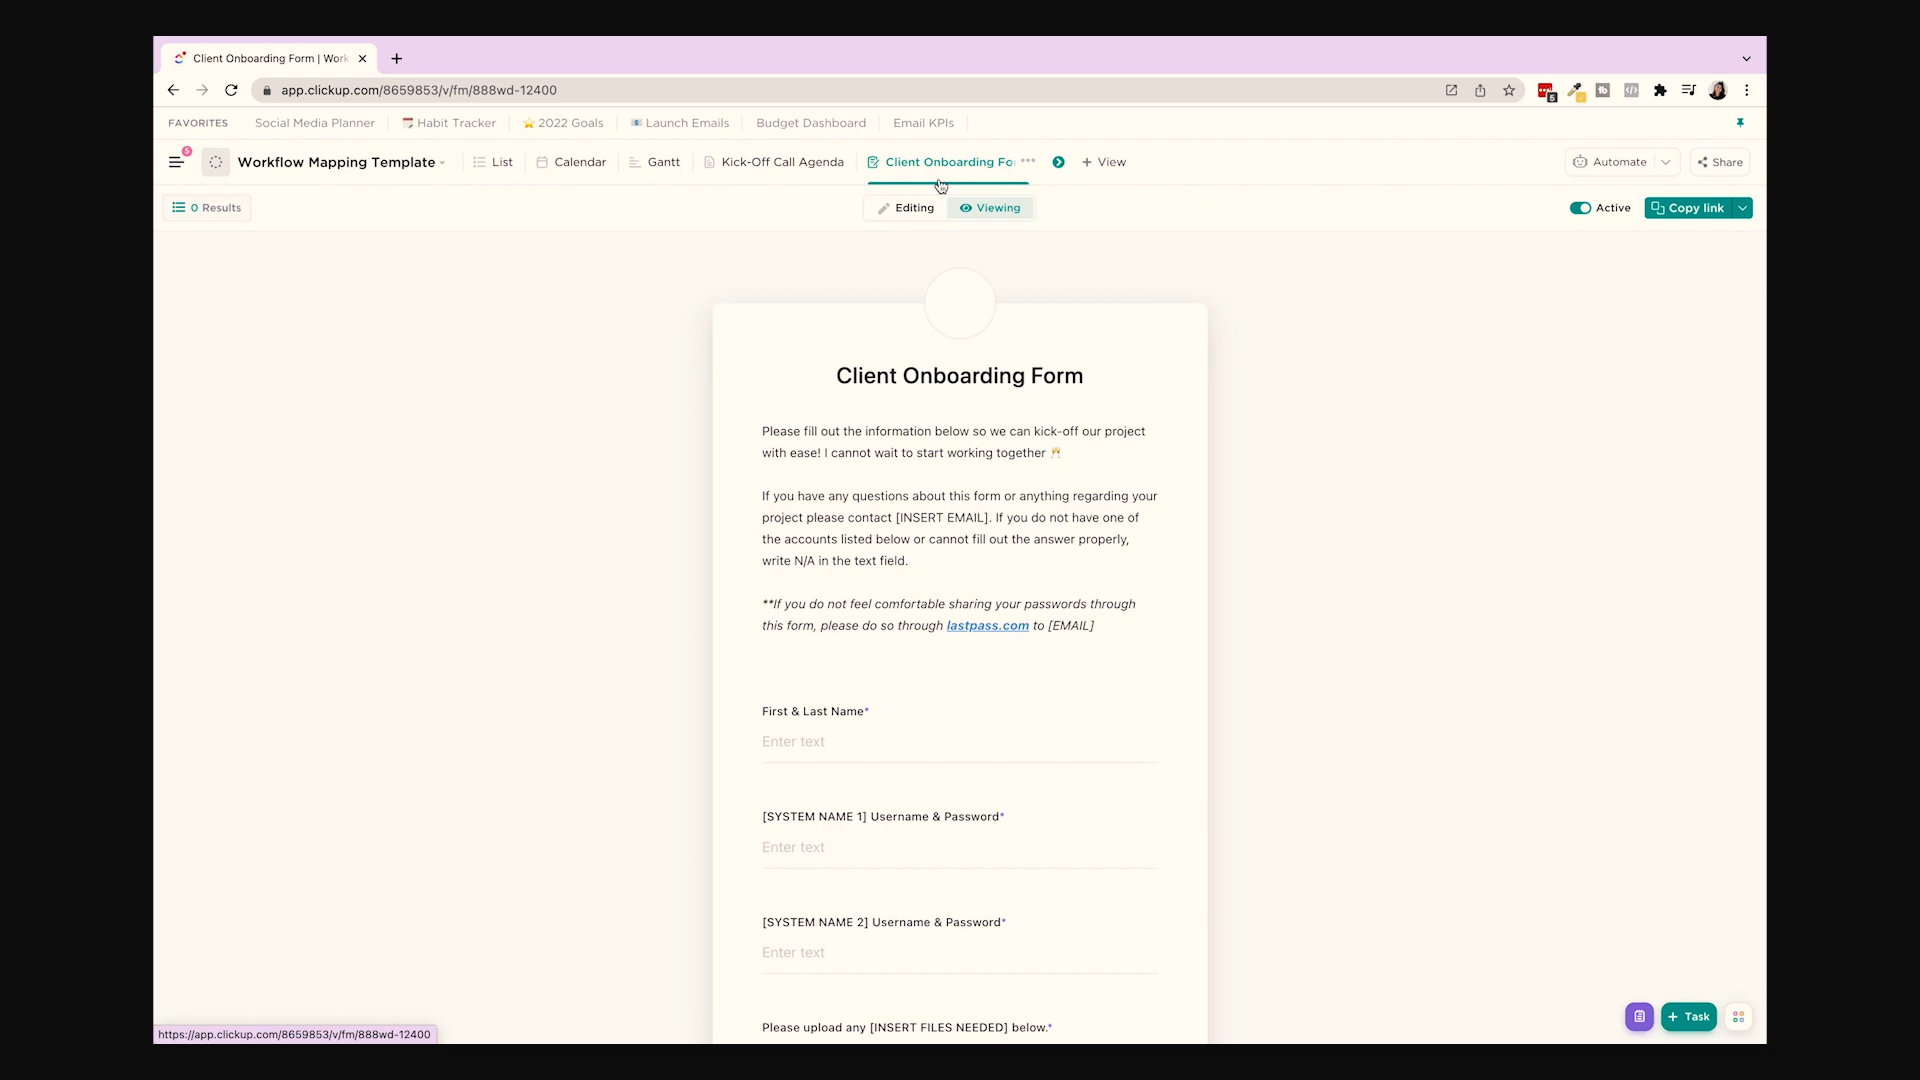 Client Onboarding Form | Work
app.clickup.com/8659853/v/fm/888wd-12400
5
FAVORITES Social Media Planner Habit Tracker 2022 Goals Launch Emails Budget Dashboard Email KPIs
5
Workflow Mapping Template List Calendar Gantt Kick-Off Call Agenda Client Onboarding Fo + View Automate Share
0 Results Editing Viewing Active Copy link
Client Onboarding Form
Please fill out the information below so we can kick-off our project
with ease! I cannot wait to start working together 🥂
If you have any questions about this form or anything regarding your
project please contact [INSERT EMAIL]. If you do not have one of
the accounts listed below or cannot fill out the answer properly,
write N/A in the text field.
**If you do not feel comfortable sharing your passwords through
this form, please do so through lastpass.com to [EMAIL]
First & Last Name*
Enter text
[SYSTEM NAME 1] Username & Password*
Enter text
[SYSTEM NAME 2] Username & Password*
Enter text
Please upload any [INSERT FILES NEEDED] below.*
+ Task
https://app.clickup.com/8659853/v/fm/888wd-12400